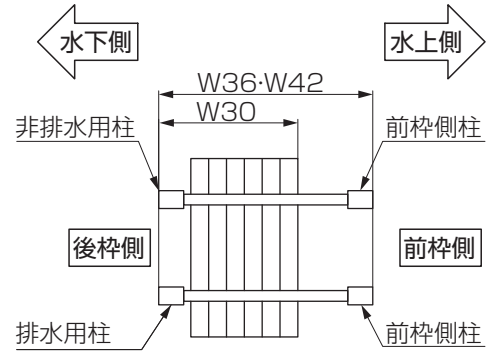 水下側 水上側
W36·W42
W30
非排水用柱 前枠側柱
後枠側 前枠側
排水用柱 前枠側柱